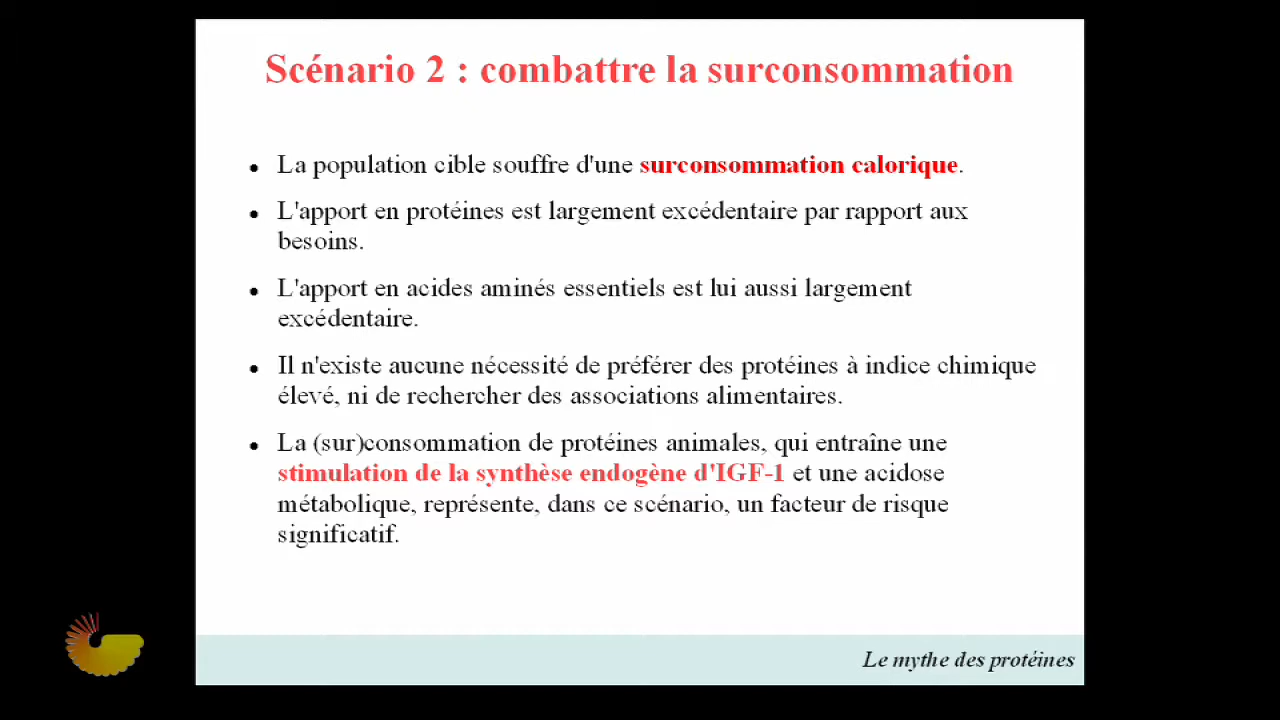 Scénario 2 : combattre la surconsommation
• La population cible souffre d'une surconsommation calorique.
• L'apport en protéines est largement excédentaire par rapport aux
besoins.
• L'apport en acides aminés essentiels est lui aussi largement
excédentaire.
• Il n'existe aucune nécessité de préférer des protéines à indice chimique
élevé, ni de rechercher des associations alimentaires.
• La (sur)consommation de protéines animales, qui entraîne une
stimulation de la synthèse endogène d'IGF-1 et une acidose
métabolique, représente, dans ce scénario, un facteur de risque
significatif.
Le mythe des protéines